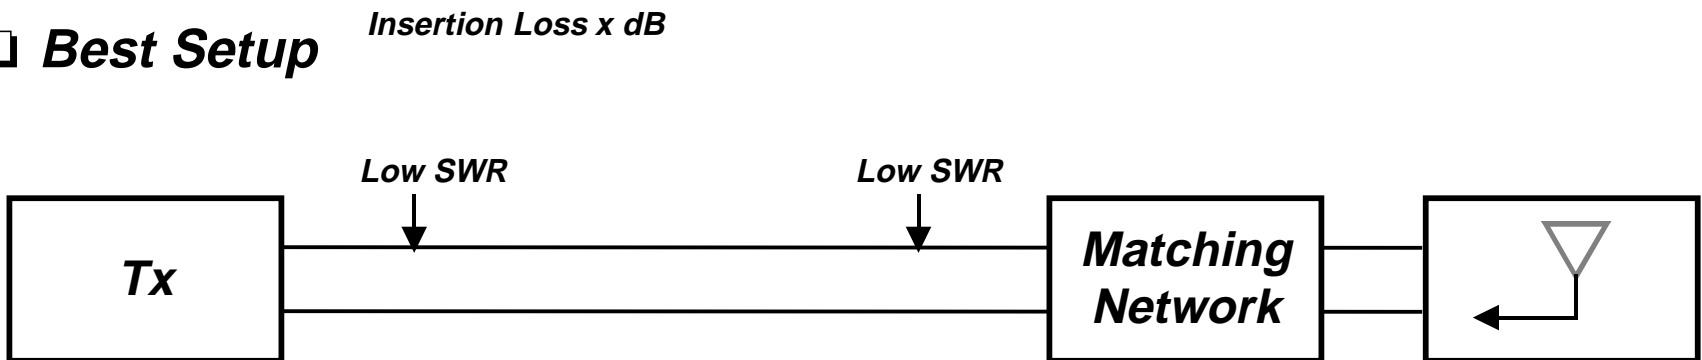 Best Setup
Insertion Loss x dB
Low SWR
Low SWR
Tx
Matching
Network